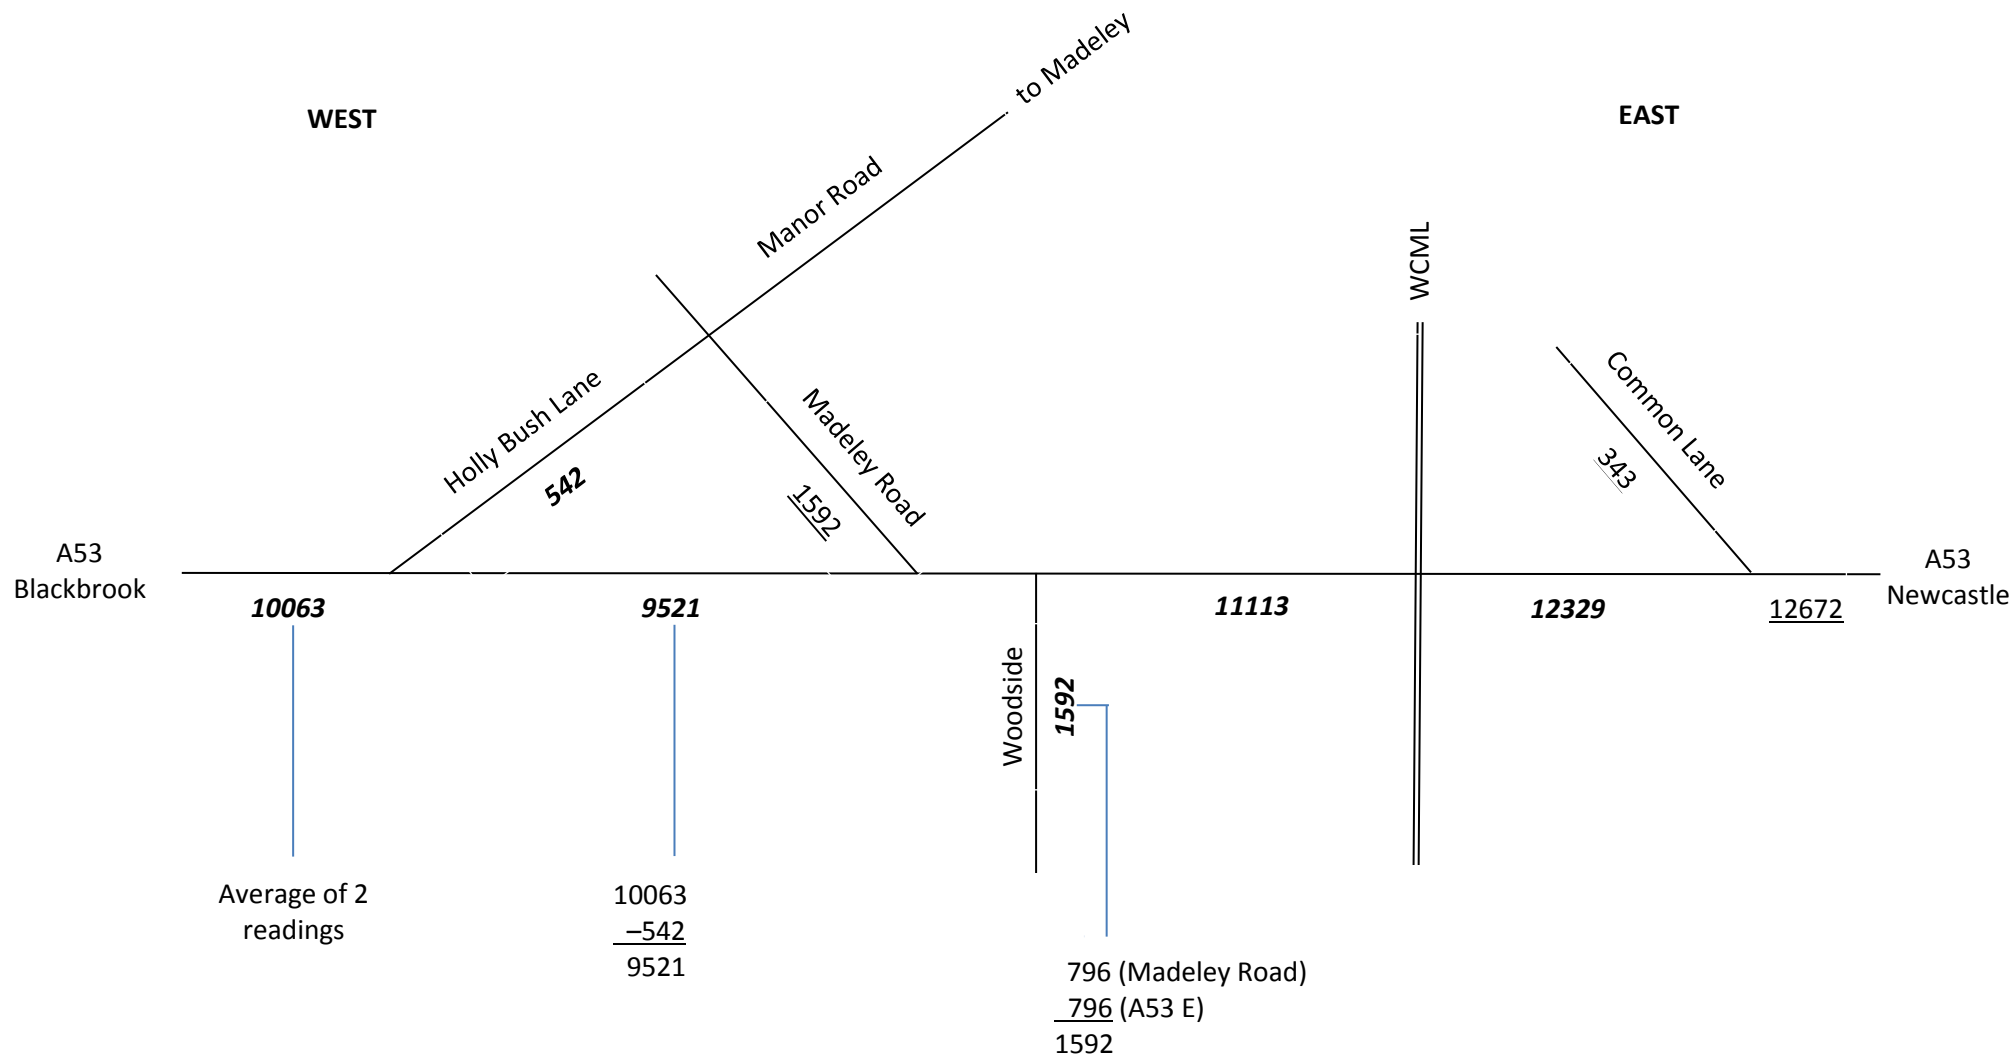 to Madeley
WEST
EAST
Manor Road
WCML
Holly Bush Lane
542
Madeley Road
1592
Common Lane
343
A53
Blackbrook
A53
Newcastle
10063
9521
11113
12329
12672
Woodside
1592
Average of 2
readings
10063
–542
9521
796 (Madeley Road)
796 (A53 E)
1592